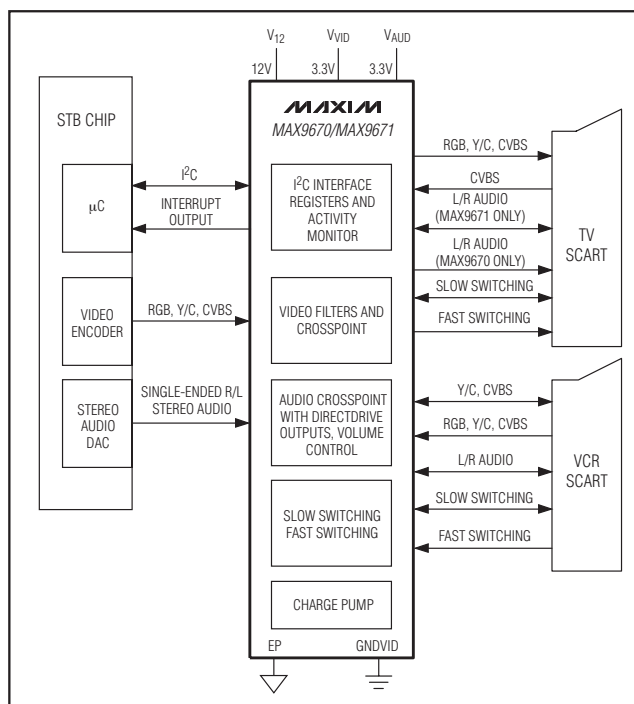 V12
VVID
VAUD
12V
3.3V
3.3V
STB CHIP
MAXIM
MAX9670/MAX9671
µC
I²C
INTERRUPT
OUTPUT
I²C INTERFACE
REGISTERS AND
ACTIVITY
MONITOR
VIDEO
ENCODER
RGB, Y/C, CVBS
VIDEO FILTERS AND
CROSSPOINT
STEREO
AUDIO
DAC
SINGLE-ENDED R/L
STEREO AUDIO
AUDIO CROSSPOINT
WITH DIRECTDRIVE
OUTPUTS, VOLUME
CONTROL
SLOW SWITCHING
FAST SWITCHING
CHARGE PUMP
EP
GNDVID
RGB, Y/C, CVBS
CVBS
L/R AUDIO
(MAX9671 ONLY)
L/R AUDIO
(MAX9670 ONLY)
SLOW SWITCHING
FAST SWITCHING
TV
SCART
Y/C, CVBS
RGB, Y/C, CVBS
L/R AUDIO
SLOW SWITCHING
FAST SWITCHING
VCR
SCART